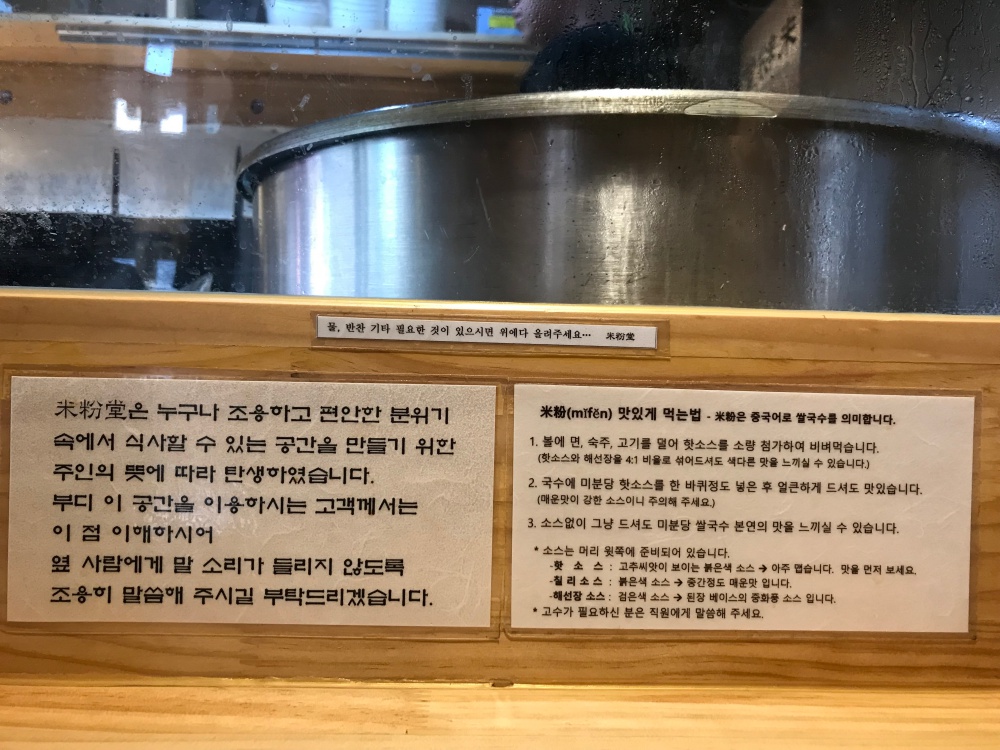 물, 반찬 기타 필요한 것이 있으시면 위에다 올려주세요… 米粉堂
米粉堂은 누구나 조용하고 편안한 분위기
속에서 식사할 수 있는 공간을 만들기 위한
주인의 뜻에 따라 탄생하였습니다.
부디 이 공간을 이용하시는 고객께서는
이 점 이해하시어
옆 사람에게 말 소리가 들리지 않도록
조용히 말씀해 주시길 부탁드리겠습니다.
米粉(mǐfěn) 맛있게 먹는법 - 米粉은 중국어로 쌀국수를 의미합니다.
1. 볼에 면, 숙주, 고기를 덜어 핫소스를 소량 첨가하여 비벼먹습니다.
(핫소스와 해선장을 4:1 비율로 섞어드셔도 색다른 맛을 느끼실 수 있습니다.)
2. 국수에 미분당 핫소스를 한 바퀴정도 넣은 후 얼큰하게 드셔도 맛있습니다.
(매운맛이 강한 소스이니 주의해 주세요.)
3. 소스없이 그냥 드셔도 미분당 쌀국수 본연의 맛을 느끼실 수 있습니다.
* 소스는 머리 윗쪽에 준비되어 있습니다.
-핫 소 스 : 고추씨앗이 보이는 붉은색 소스 → 아주 맵습니다. 맛을 먼저 보세요.
-칠리소스 : 붉은색 소스 → 중간정도 매운맛 입니다.
-해선장 소스 : 검은색 소스 → 된장 베이스의 중화풍 소스 입니다.
* 고수가 필요하신 분은 직원에게 말씀해 주세요.